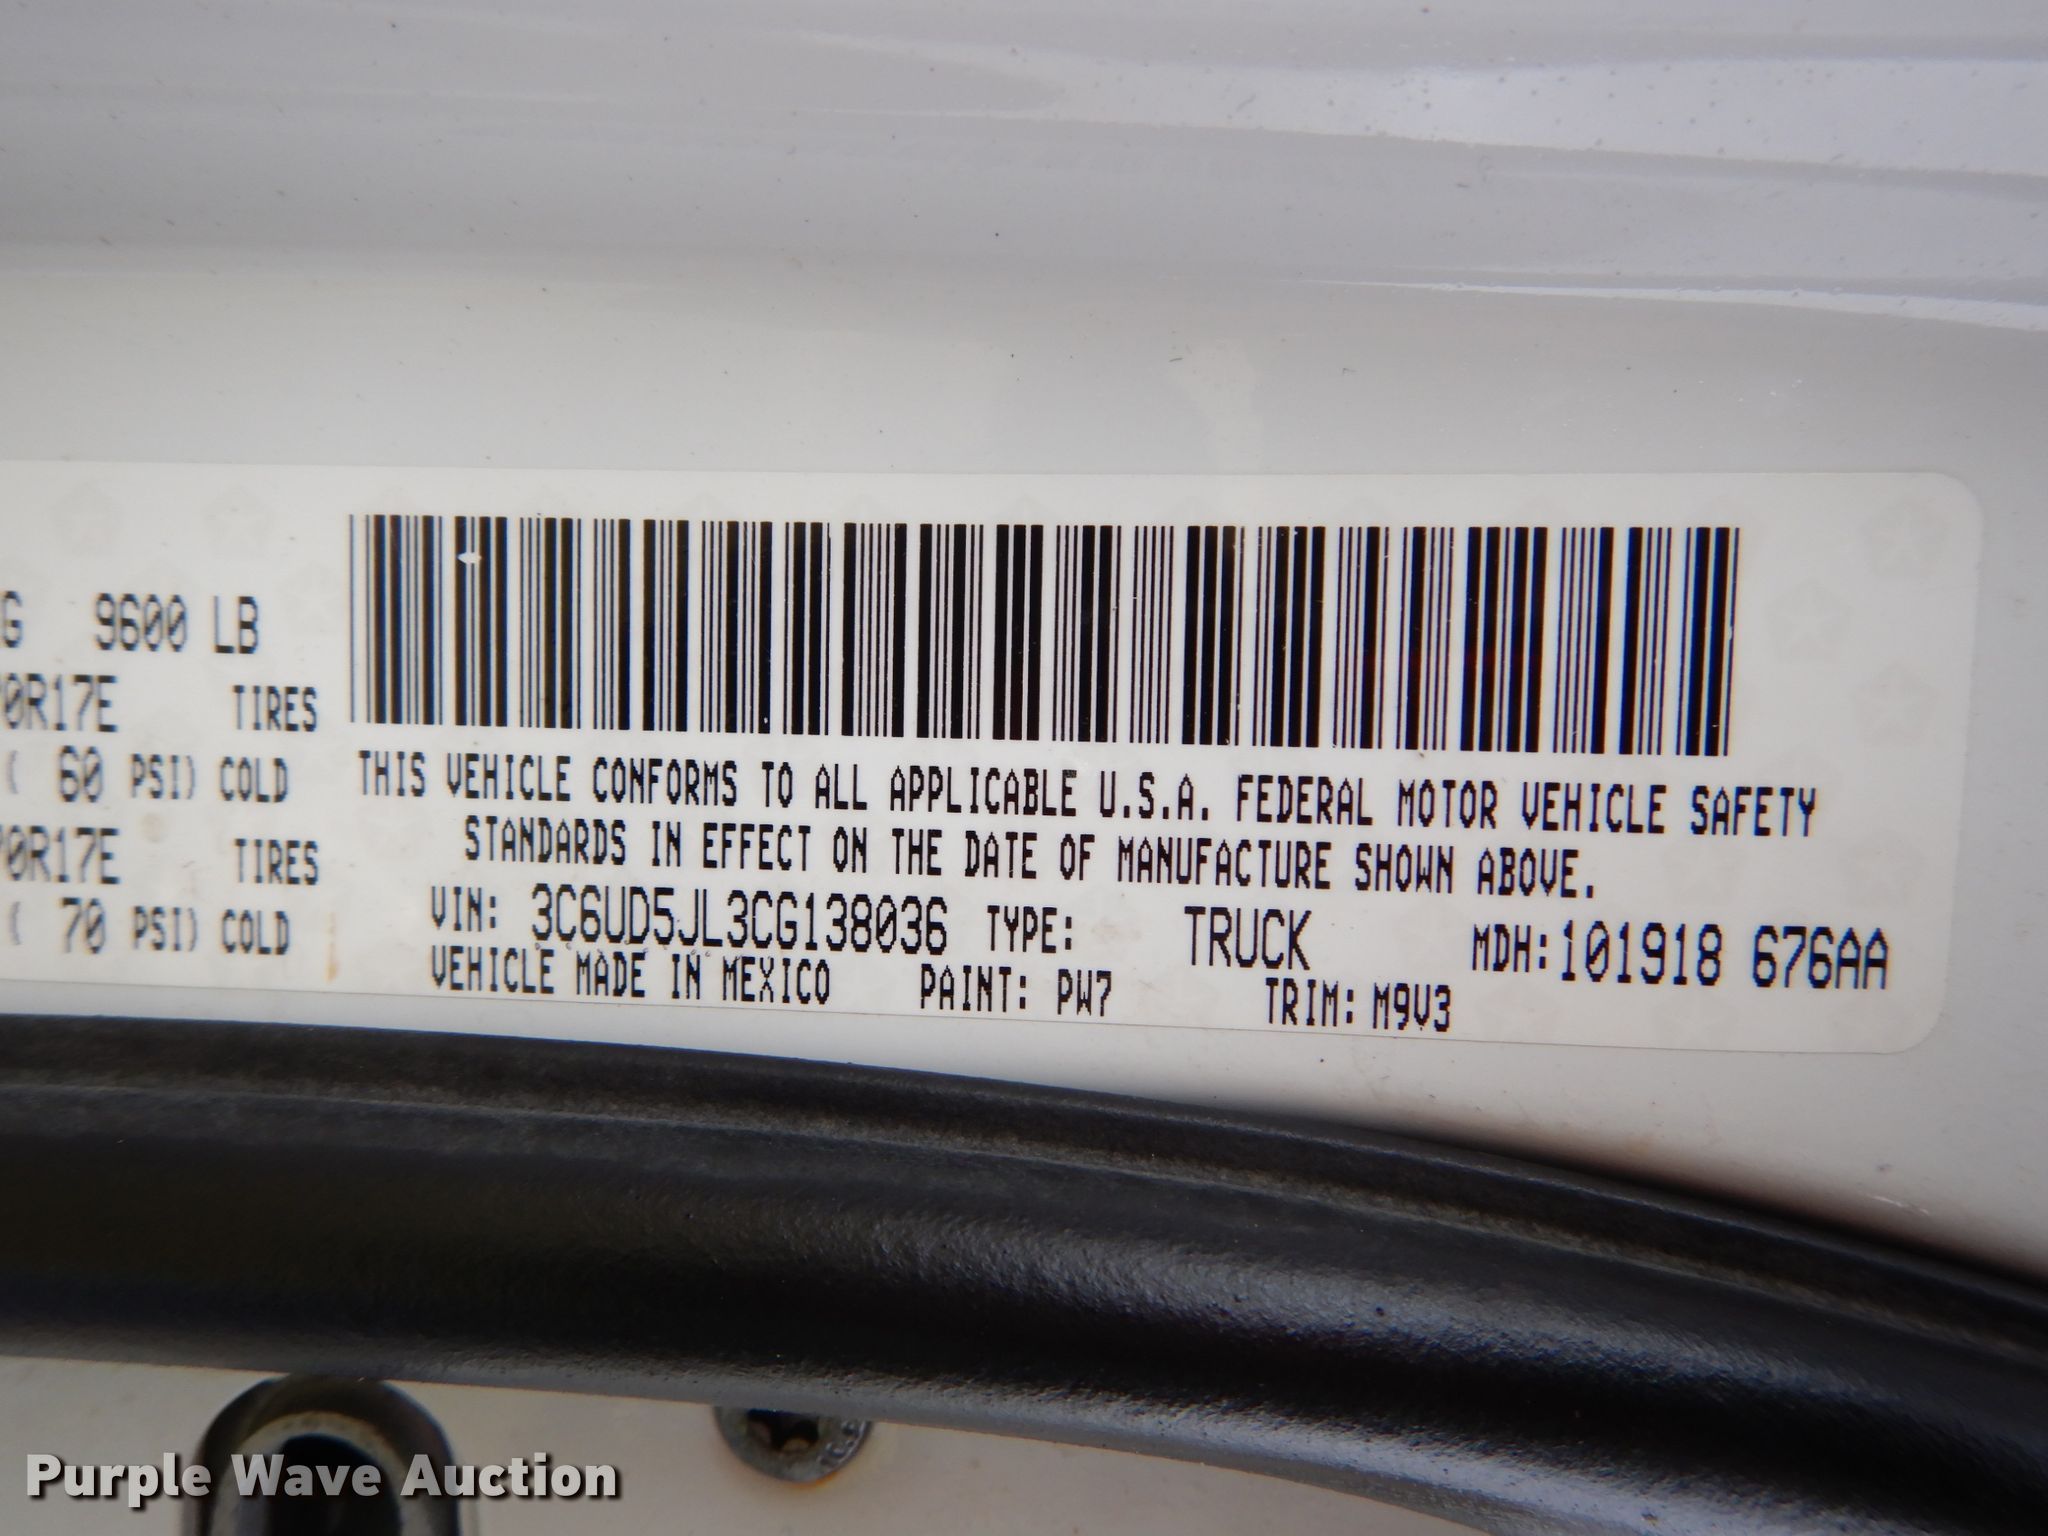 G 9600 LB
70R17E TIRES
( 60 PSI) COLD
70R17E TIRES
( 70 PSI) COLD
THIS VEHICLE CONFORMS TO ALL APPLICABLE U.S.A. FEDERAL MOTOR VEHICLE SAFETY
STANDARDS IN EFFECT ON THE DATE OF MANUFACTURE SHOWN ABOVE.
VIN: 3C6UD5JL3CG138036 TYPE: TRUCK MDH:101918 676AA
VEHICLE MADE IN MEXICO PAINT: PW7 TRIM: M9V3
Purple Wave Auction